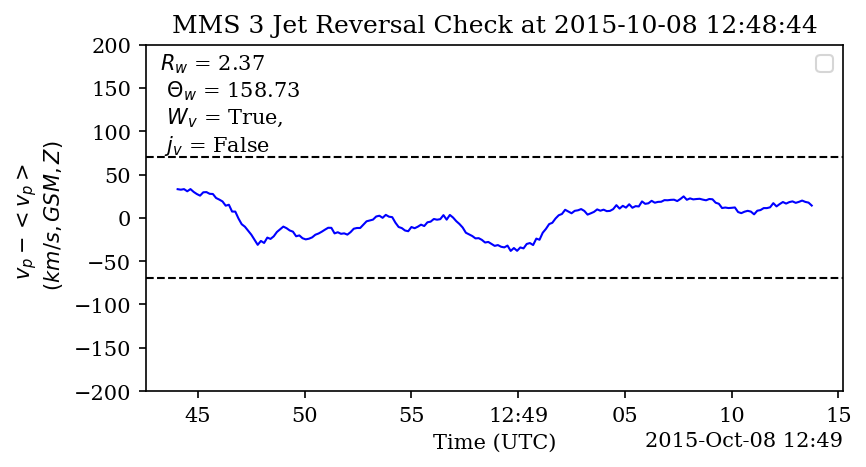 MMS 3 Jet Reversal Check at 2015-10-08 12:48:44
R_w = 2.37
Θ_w = 158.73
W_v = True,
j_v = False
v_p − < v_p >
(km/s, GSM, Z)
200
150
100
50
0
−50
−100
−150
−200
45
50
55
12:49
05
10
15
Time (UTC)
2015-Oct-08 12:49